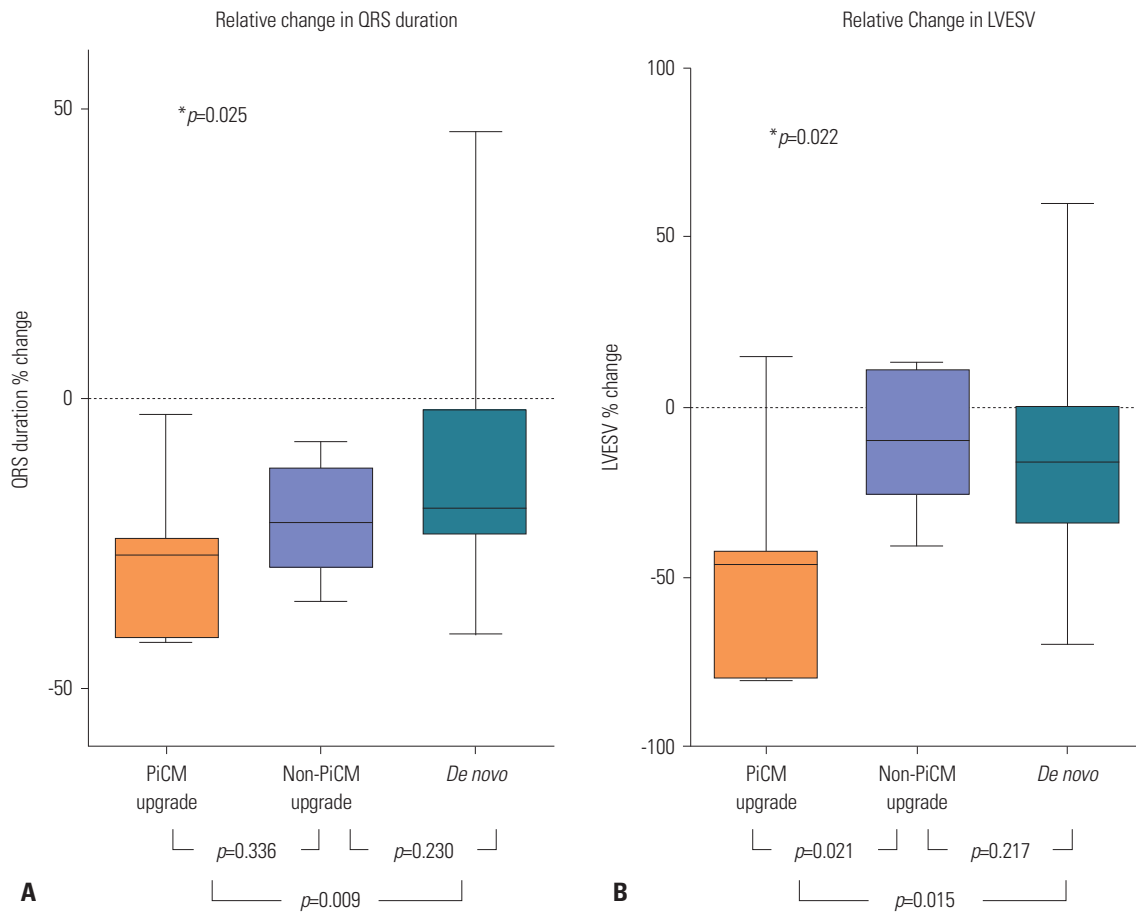 Relative change in QRS duration
50
*p=0.025
0
QRS duration % change
-50
PiCM
upgrade
Non-PiCM
upgrade
De novo
p=0.336
p=0.230
p=0.009
A
Relative Change in LVESV
100
*p=0.022
50
0
LVESV % change
-50
-100
PiCM
upgrade
Non-PiCM
upgrade
De novo
p=0.021
p=0.217
p=0.015
B